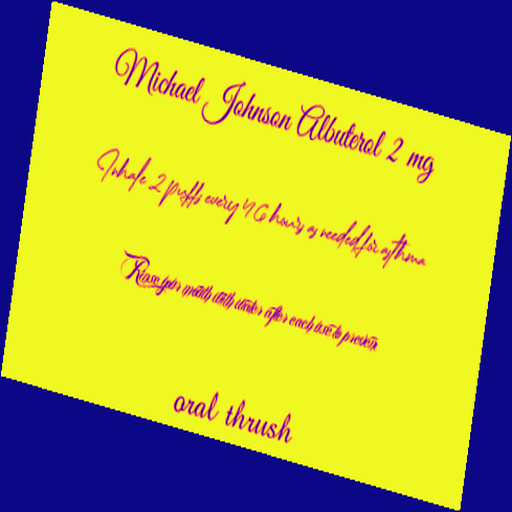 Michael Johnson Albuterol 2 mg
Inhale 2 puffs every 4 6 hours as needed for asthma
Rinse your mouth with water after each use to prevent
oral thrush